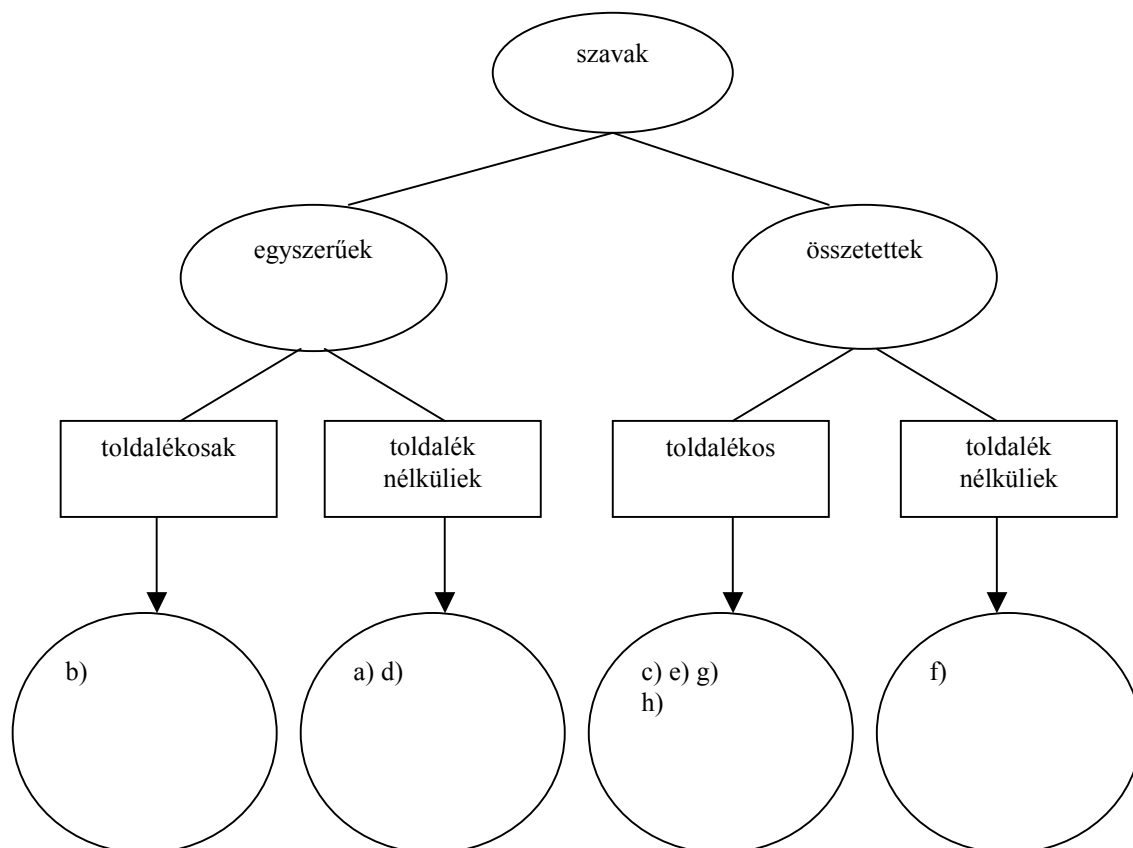 szavak
egyszerűek
összetettek
toldalékosak
toldalék
nélküliek
toldalékos
toldalék
nélküliek
b)
a) d)
c) e) g)
h)
f)